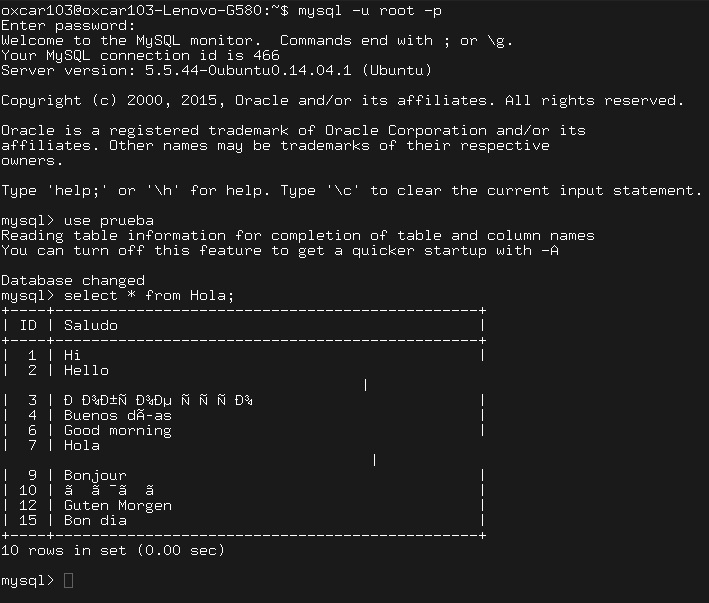 oxcar103@oxcar103-Lenovo-G580:~$ mysql -u root -p
Enter password:
Welcome to the MySQL monitor.  Commands end with ; or \g.
Your MySQL connection id is 466
Server version: 5.5.44-0ubuntu0.14.04.1 (Ubuntu)
Copyright (c) 2000, 2015, Oracle and/or its affiliates. All rights reserved.
Oracle is a registered trademark of Oracle Corporation and/or its
affiliates. Other names may be trademarks of their respective
owners.
Type 'help;' or '\h' for help. Type '\c' to clear the current input statement.
mysql> use prueba
Reading table information for completion of table and column names
You can turn off this feature to get a quicker startup with -A
Database changed
mysql> select * from Hola;
+----+-----------------------------------------------+
| ID | Saludo                                        |
+----+-----------------------------------------------+
|  1 | Hi                                            |
|  2 | Hello
                                        |
|  3 | Ð Ð¾Ð±Ñ Ð¾Ðµ Ñ Ñ Ñ Ð¾                         |
|  4 | Buenos dÃ-as                                  |
|  6 | Good morning                                  |
|  7 | Hola
                                         |
|  9 | Bonjour                                       |
| 10 | ã  ã ¯ã  ã                                    |
| 12 | Guten Morgen                                  |
| 15 | Bon dia                                       |
+----+-----------------------------------------------+
10 rows in set (0.00 sec)
mysql>